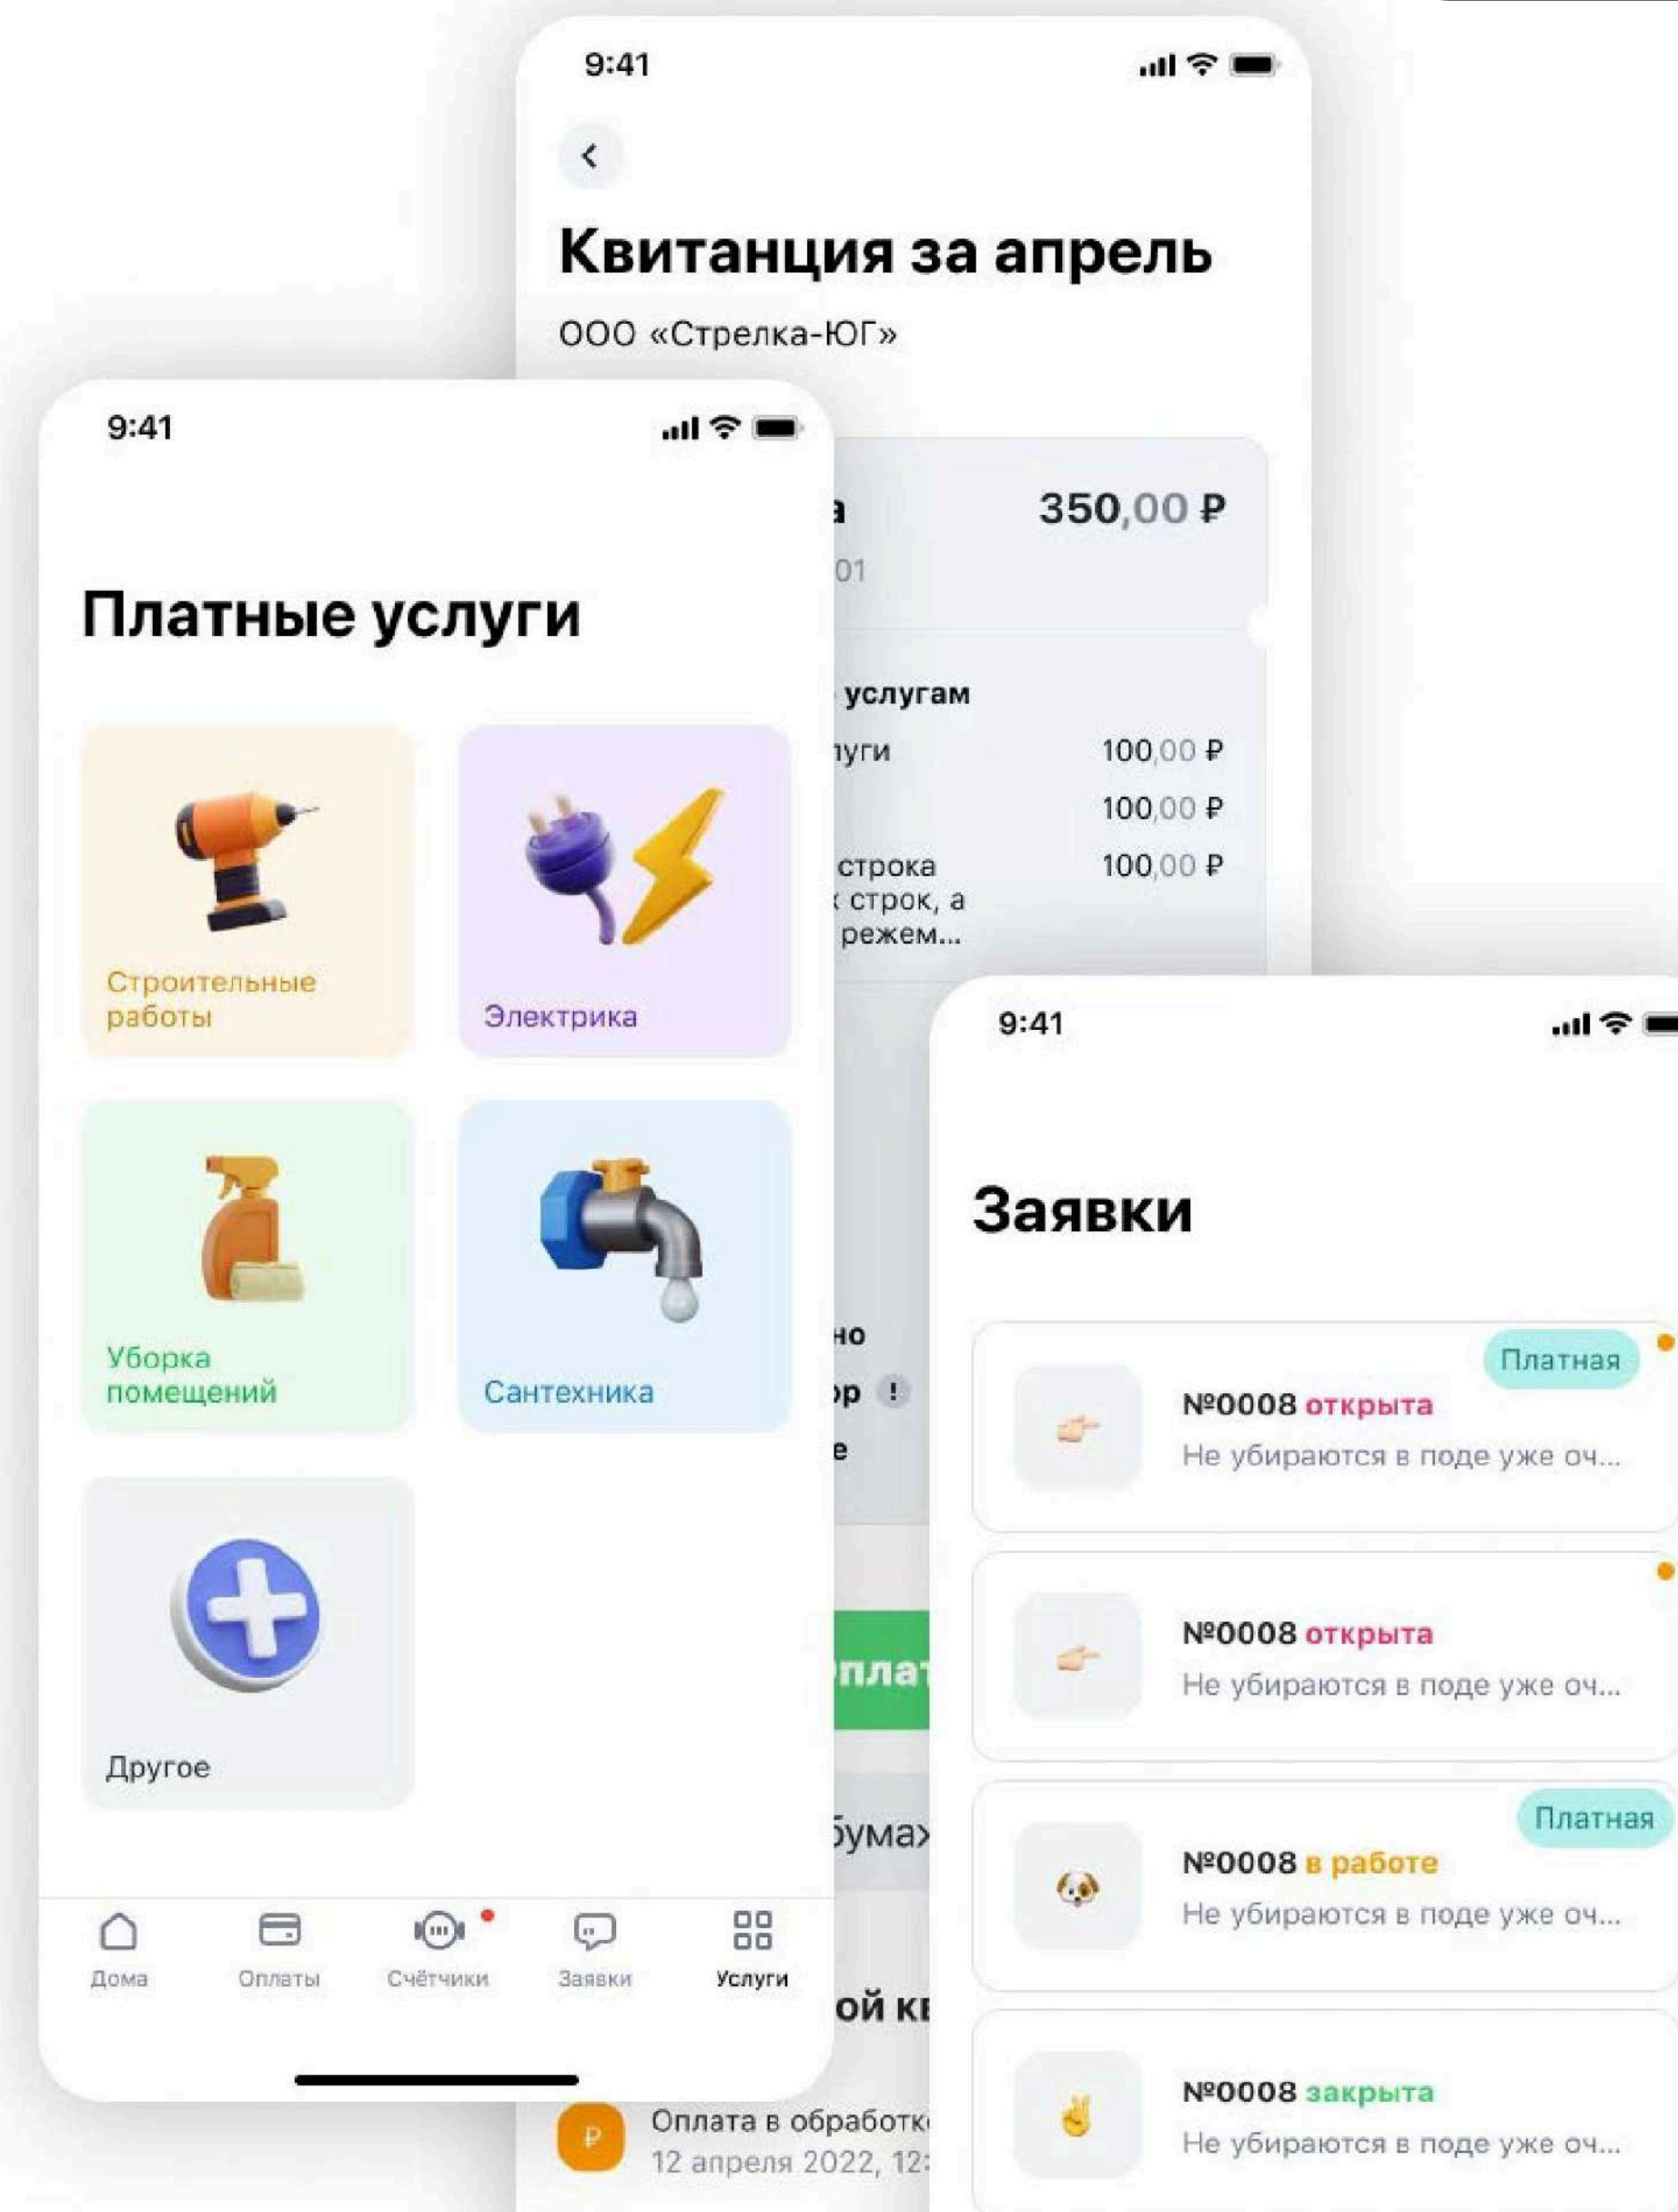 9:41
Квитанция за апрель
ООО «Стрелка-ЮГ»
350,00 ₽
01
услугам
100,00 ₽
100,00 ₽
строка
100,00 ₽
строк, а
режем...
!
Оплата в
12 апреля 2022, 12:
9:41
Платные услуги
Строительные
работы
Электрика
Уборка
помещений
Сантехника
Другое
Дома
Оплаты
Счётчики
Заявки
Услуги
9:41
Заявки
Платная
№0008 открыта
Не убираются в поде уже оч...
№0008 открыта
Не убираются в поде уже оч...
Платная
№0008 в работе
Не убираются в поде уже оч...
№0008 закрыта
Не убираются в поде уже оч...